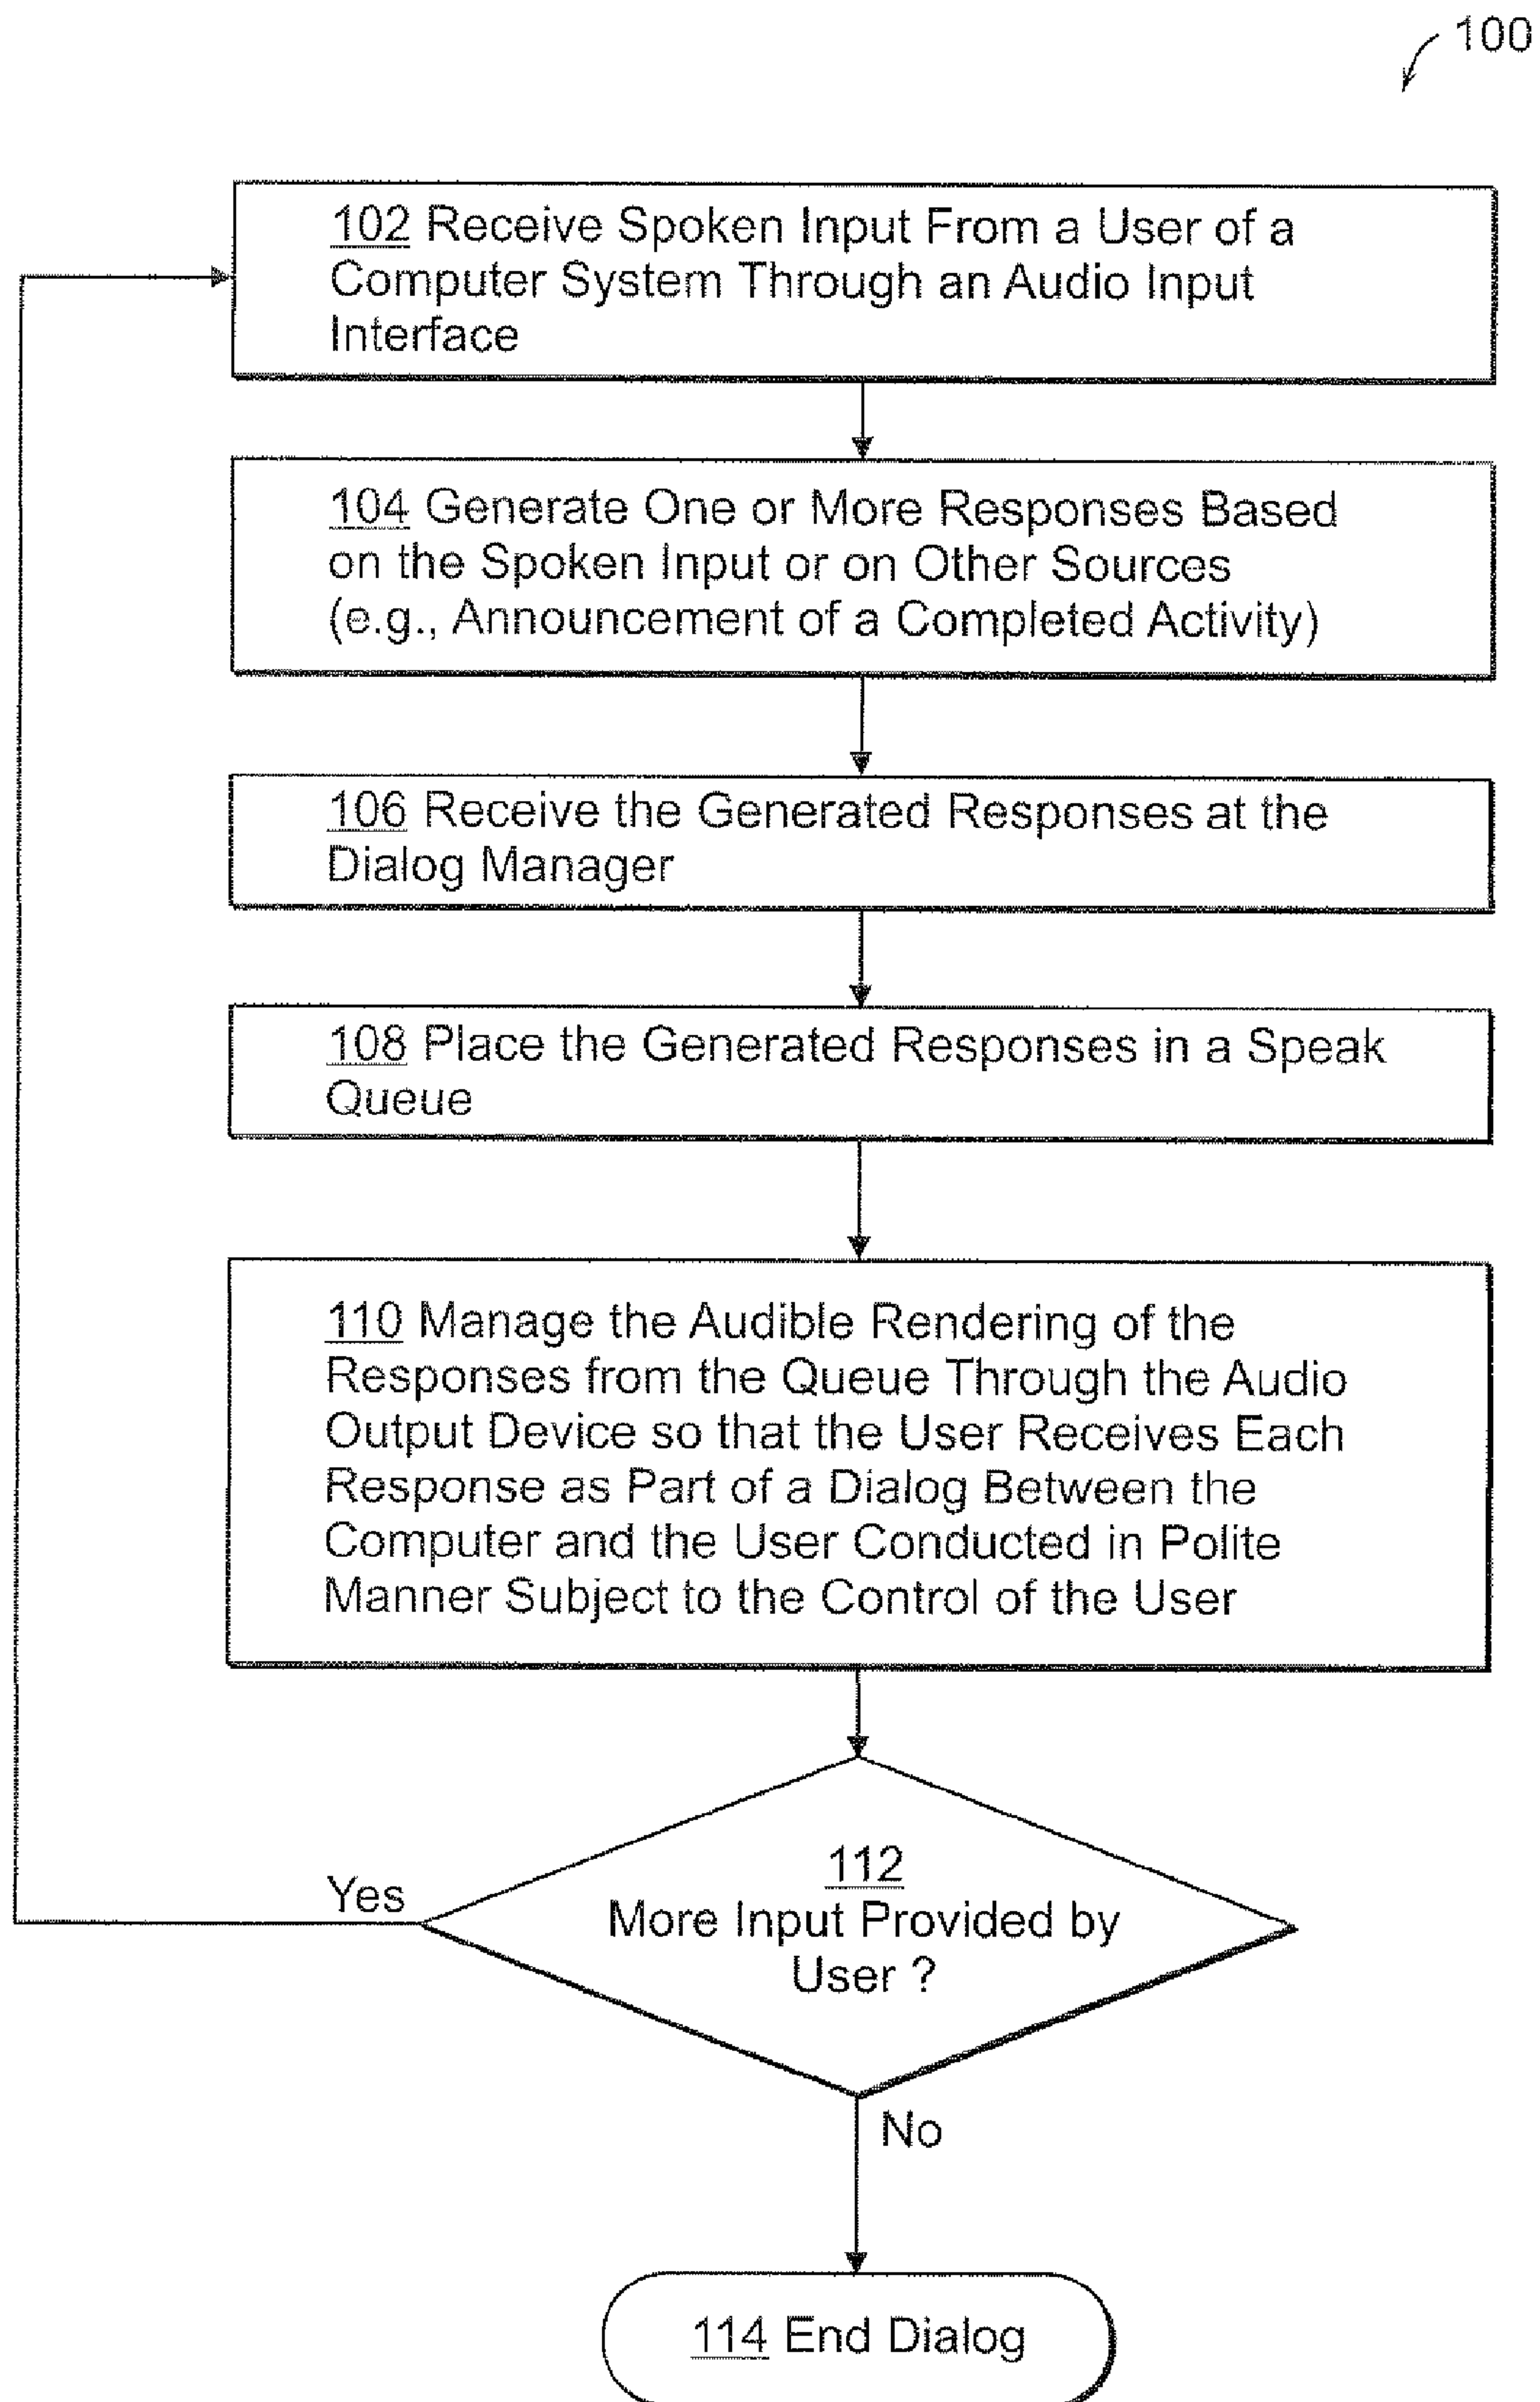 100
102 Receive Spoken Input From a User of a
Computer System Through an Audio Input
Interface
104 Generate One or More Responses Based
on the Spoken Input or on Other Sources
(e.g., Announcement of a Completed Activity)
106 Receive the Generated Responses at the
Dialog Manager
108 Place the Generated Responses in a Speak
Queue
110 Manage the Audible Rendering of the
Responses from the Queue Through the Audio
Output Device so that the User Receives Each
Response as Part of a Dialog Between the
Computer and the User Conducted in Polite
Manner Subject to the Control of the User
112
More Input Provided by
User ?
Yes
No
114 End Dialog